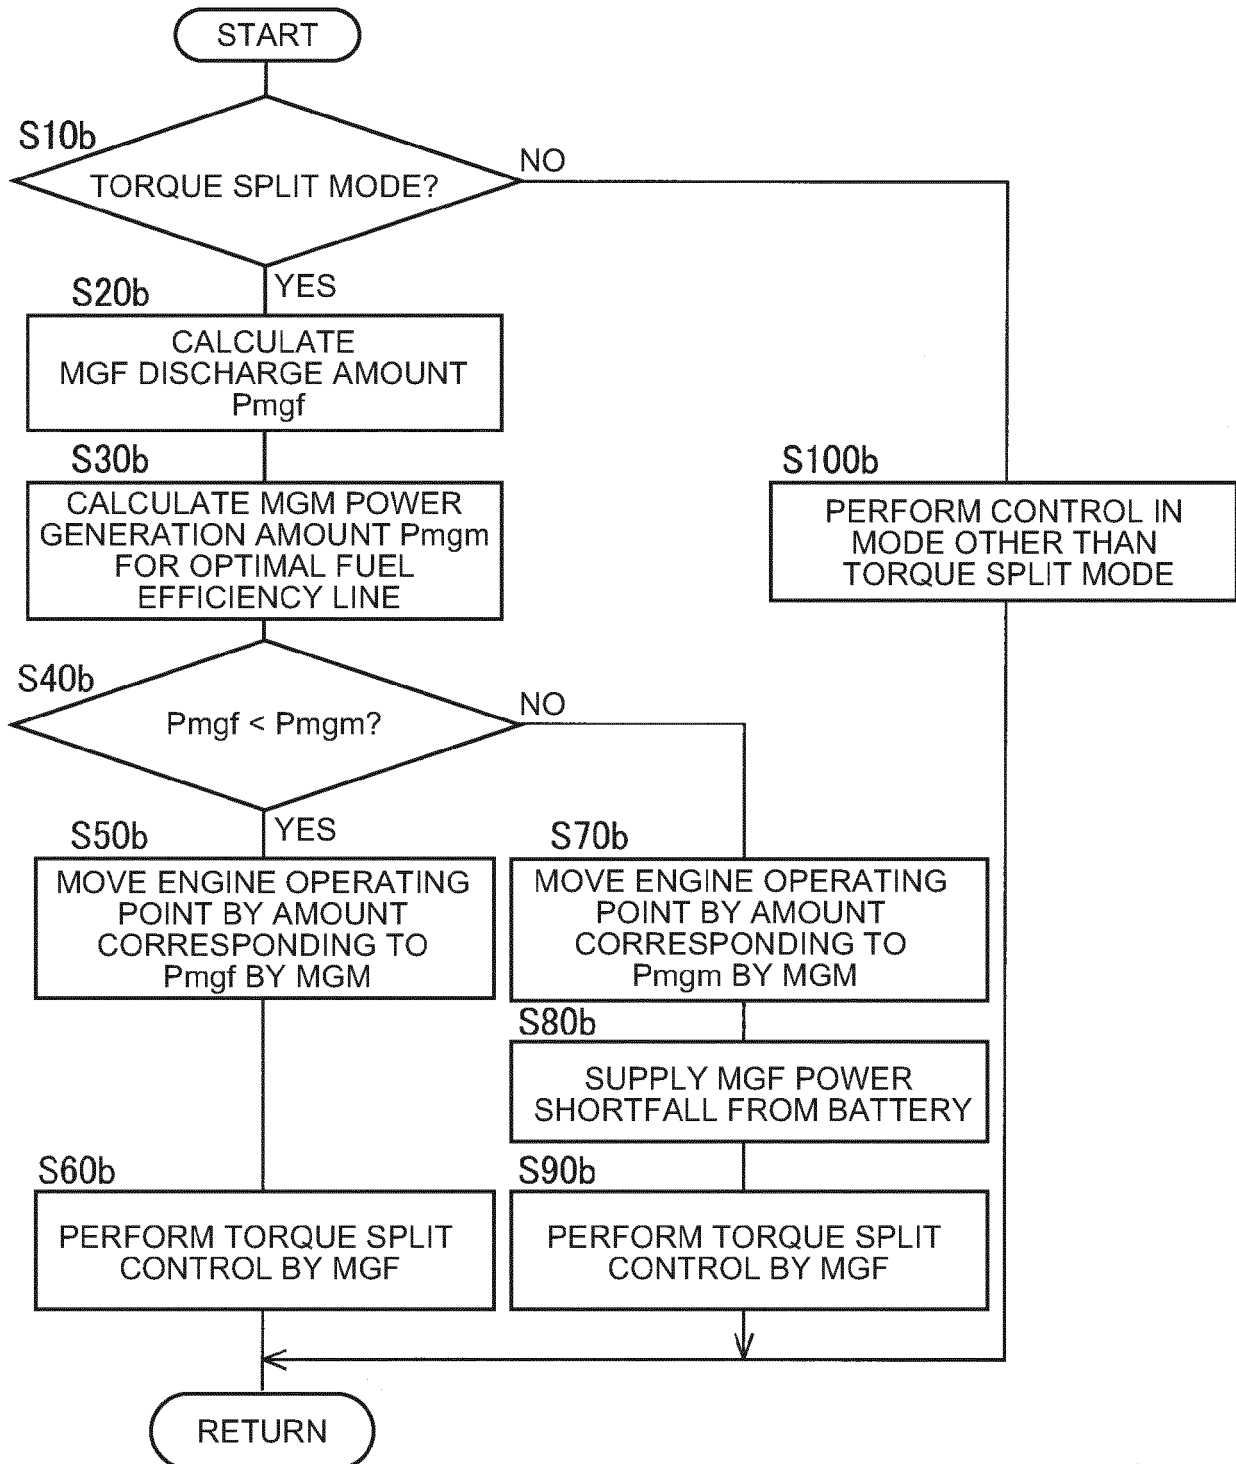 START
S10b
TORQUE SPLIT MODE?
NO
YES
S20b
CALCULATE
MGF DISCHARGE AMOUNT
Pmgf
S30b
CALCULATE MGM POWER
GENERATION AMOUNT Pmgm
FOR OPTIMAL FUEL
EFFICIENCY LINE
S100b
PERFORM CONTROL IN
MODE OTHER THAN
TORQUE SPLIT MODE
S40b
Pmgf < Pmgm?
NO
YES
S50b
MOVE ENGINE OPERATING
POINT BY AMOUNT
CORRESPONDING TO
Pmgf BY MGM
S60b
PERFORM TORQUE SPLIT
CONTROL BY MGF
S70b
MOVE ENGINE OPERATING
POINT BY AMOUNT
CORRESPONDING TO
Pmgm BY MGM
S80b
SUPPLY MGF POWER
SHORTFALL FROM BATTERY
S90b
PERFORM TORQUE SPLIT
CONTROL BY MGF
RETURN